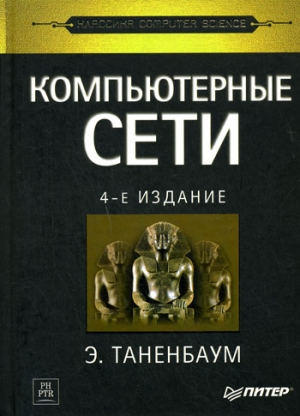 КЛАССИКА COMPUTER SCIENCE
КОМПЬЮТЕРНЫЕ
СЕТИ
4-Е ИЗДАНИЕ
Э. ТАНЕНБАУМ
PH
PTR
ПИТЕР